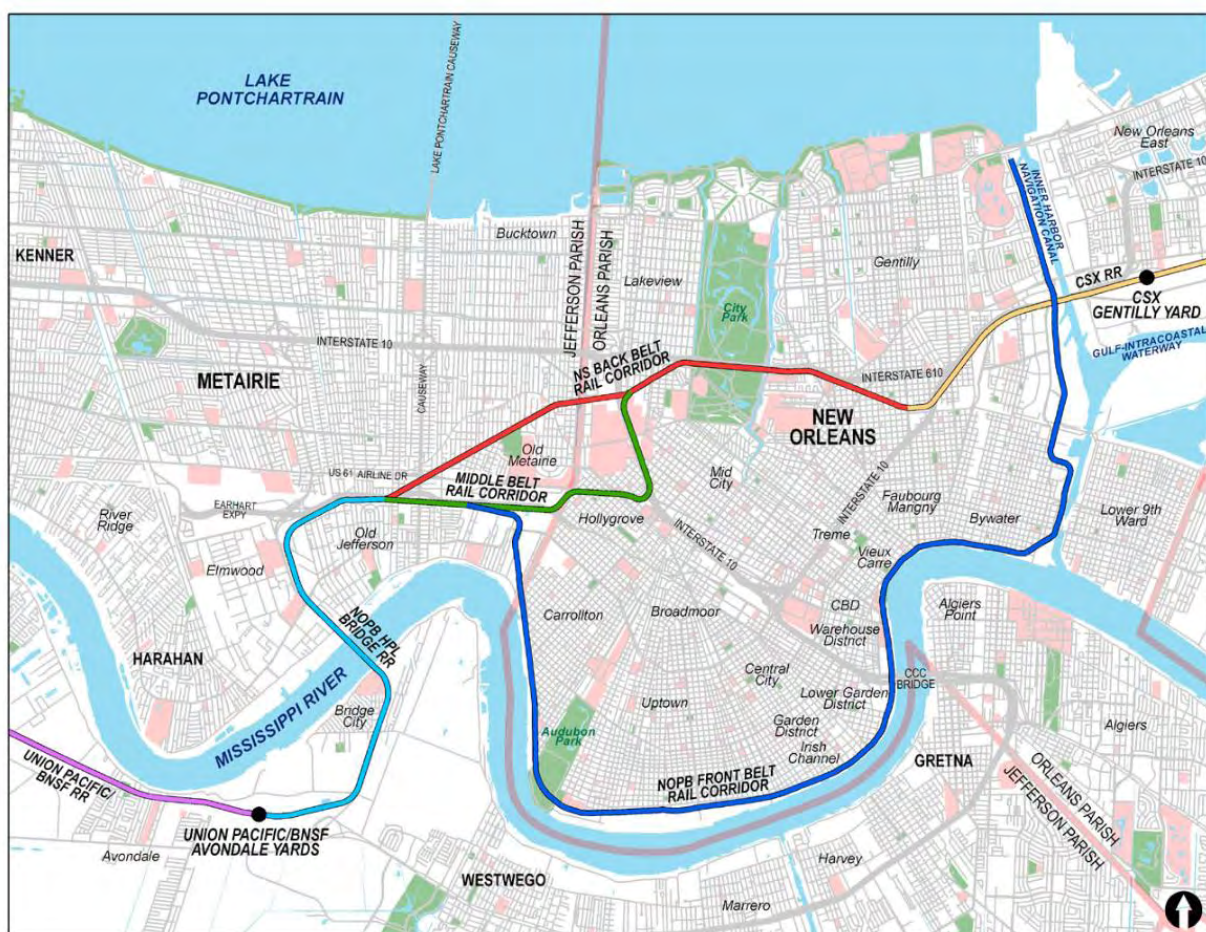 LAKE
PONTCHARTRAIN
LAKE PONTCHARTRAIN CAUSEWAY
JEFFERSON PARISH
ORLEANS PARISH
New Orleans
East
INTERSTATE 10
INNER HARBOR
NAVIGATION CANAL
Bucktown
KENNER
Lakeview
Gentilly
City
Park
CSX RR
CSX
GENTILLY YARD
INTERSTATE 10
GULF-INTRACOASTAL
WATERWAY
NS BACK BELT
RAIL CORRIDOR
METAIRIE
CAUSEWAY
INTERSTATE 610
NEW
ORLEANS
Old
Metairie
US 61 AIRLINE DR
MIDDLE BELT
RAIL CORRIDOR
Mid
City
INTERSTATE 10
EARHART
EXPY
River
Ridge
Hollygrove
Faubourg
Marigny
Bywater
Lower 9th
Ward
Old
Jefferson
INTERSTATE 10
Treme
Vieux
Carre
Elmwood
NOPB HPL
BRIDGE RR
Carrollton
Broadmoor
CBD
Algiers
Point
Warehouse
District
HARAHAN
MISSISSIPPI RIVER
Central
City
CCC
BRIDGE
Bridge
City
Uptown
Lower Garden
District
Garden
District
Algiers
Audubon
Park
Irish
Channel
UNION PACIFIC/
BNSF RR
NOPB FRONT BELT
RAIL CORRIDOR
GRETNA
ORLEANS PARISH
JEFFERSON PARISH
UNION PACIFIC/BNSF
AVONDALE YARDS
Avondale
WESTWEGO
Harvey
Marrero